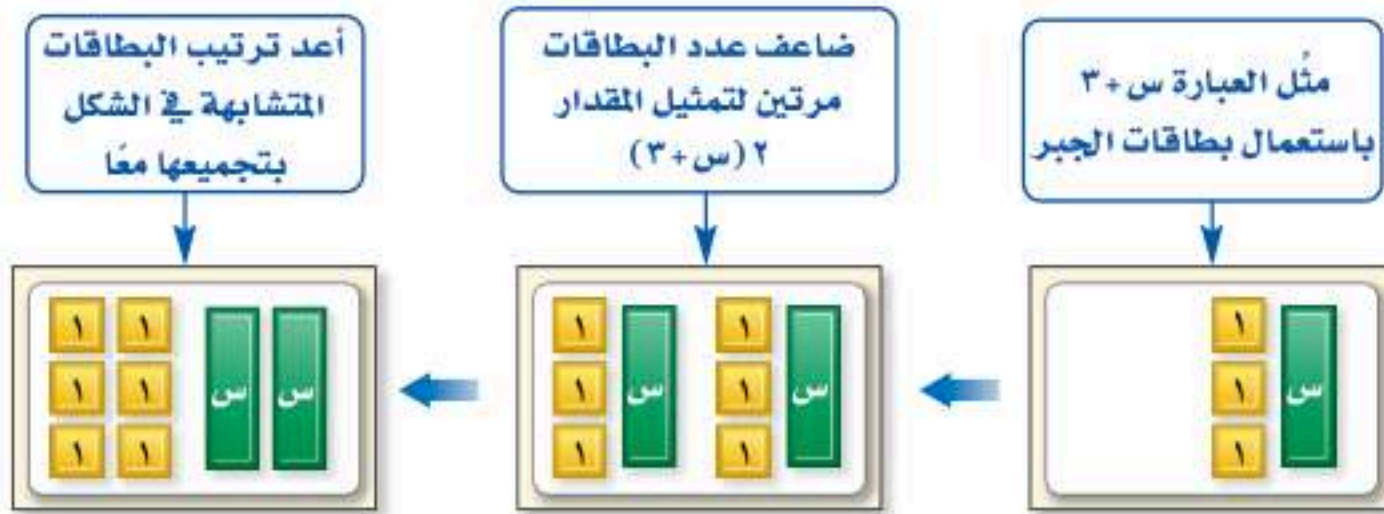 مثّل العبارة س + ٣
باستعمال بطاقات الجبر
ضاعف عدد البطاقات
مرتين لتمثيل المقدار
٢ (س + ٣)
أعد ترتيب البطاقات
المتشابهة في الشكل
بتجميعها معًا
س ١
١
١
س ١ س ١
١ ١
١ ١
س س ١ ١
١ ١
١ ١